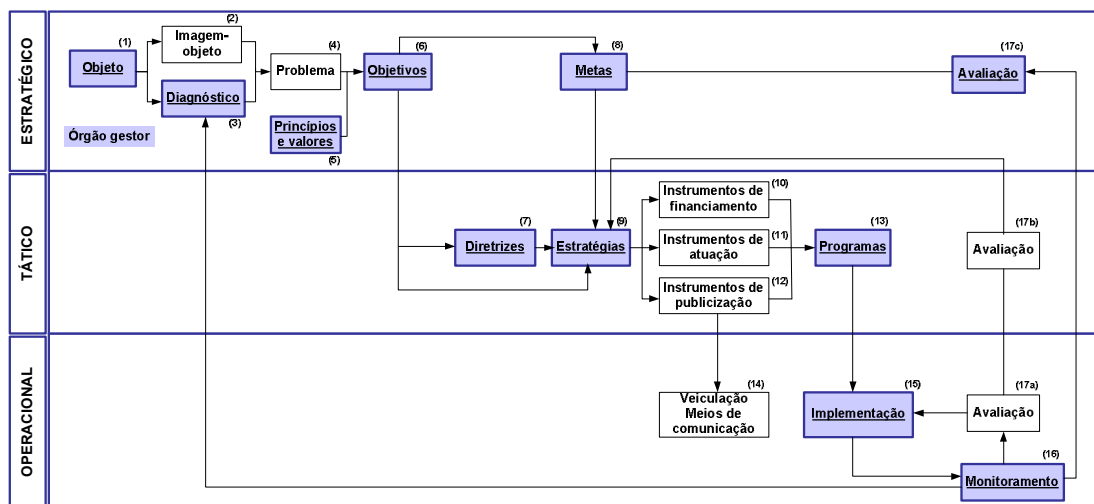 ESTRATÉGICO
(1)
Objeto
(2)
Imagem-
objeto
Diagnóstico
(3)
(4)
Problema
Princípios
e valores
(5)
(6)
Objetivos
(8)
Metas
(17c)
Avaliação
Órgão gestor
TÁTICO
(7)
Diretrizes
(9)
Estratégias
(10)
Instrumentos de
financiamento
(11)
Instrumentos de
atuação
(12)
Instrumentos de
publicização
(13)
Programas
(17b)
Avaliação
OPERACIONAL
(14)
Veiculação
Meios de
comunicação
(15)
Implementação
(17a)
Avaliação
(16)
Monitoramento